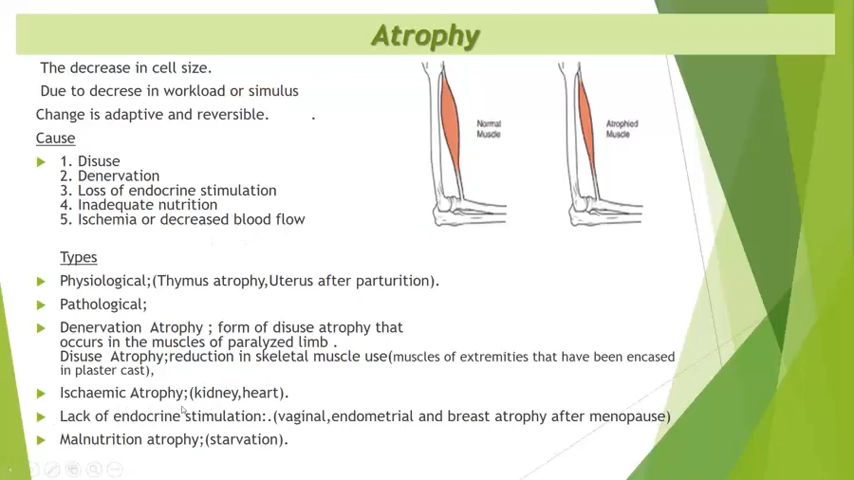 Atrophy
The decrease in cell size.
Due to decrese in workload or simulus
Change is adaptive and reversible. .
Cause
1. Disuse
2. Denervation
3. Loss of endocrine stimulation
4. Inadequate nutrition
5. Ischemia or decreased blood flow
Normal
Muscle
Atrophied
Muscle
Types
Physiological;(Thymus atrophy,Uterus after parturition).
Pathological;
Denervation Atrophy ; form of disuse atrophy that
occurs in the muscles of paralyzed limb .
Disuse Atrophy;reduction in skeletal muscle use(muscles of extremities that have been encased
in plaster cast),
Ischaemic Atrophy;(kidney,heart).
Lack of endocrine stimulation:.(vaginal,endometrial and breast atrophy after menopause)
Malnutrition atrophy;(starvation).